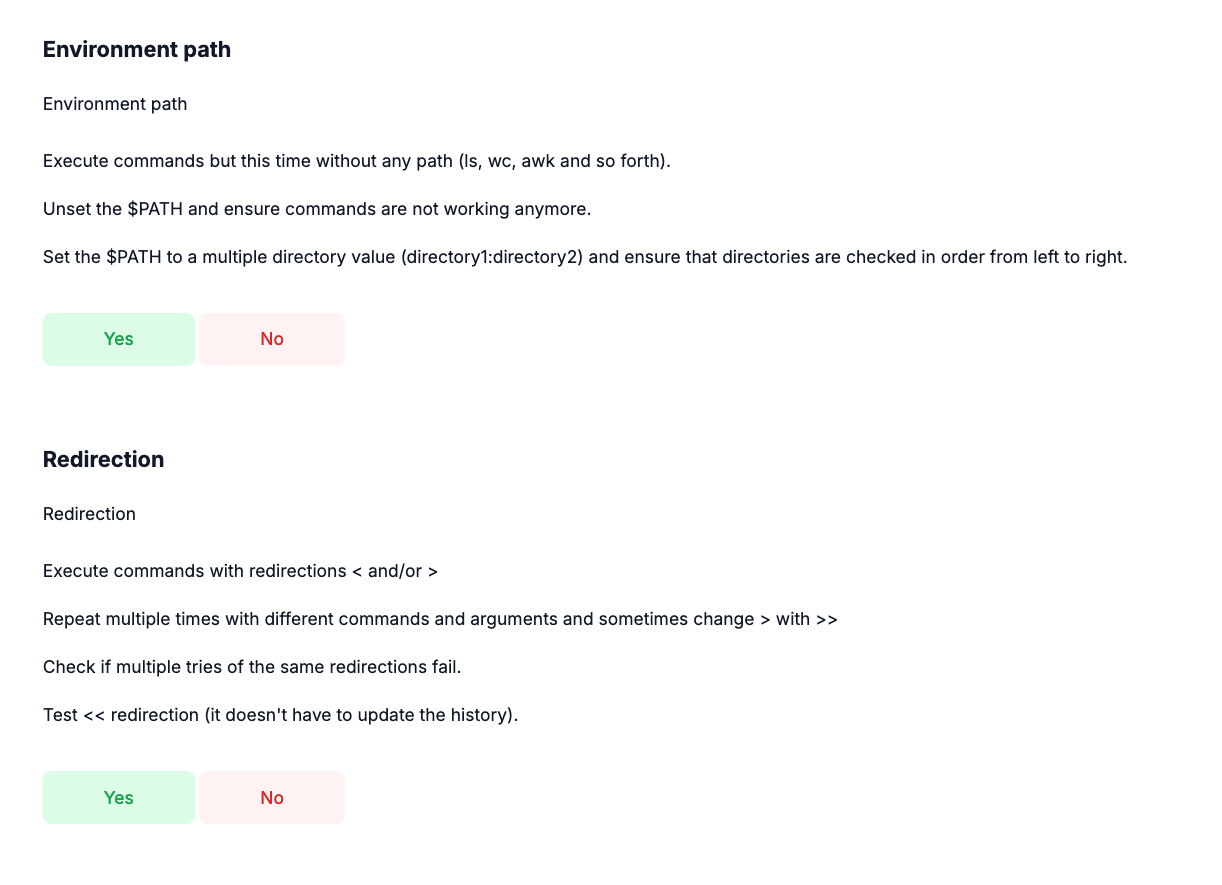 Environment path
Environment path
Execute commands but this time without any path (ls, wc, awk and so forth).
Unset the $PATH and ensure commands are not working anymore.
Set the $PATH to a multiple directory value (directory1:directory2) and ensure that directories are checked in order from left to right.
Yes No
Redirection
Redirection
Execute commands with redirections < and/or >
Repeat multiple times with different commands and arguments and sometimes change > with >>
Check if multiple tries of the same redirections fail.
Test << redirection (it doesn't have to update the history).
Yes No